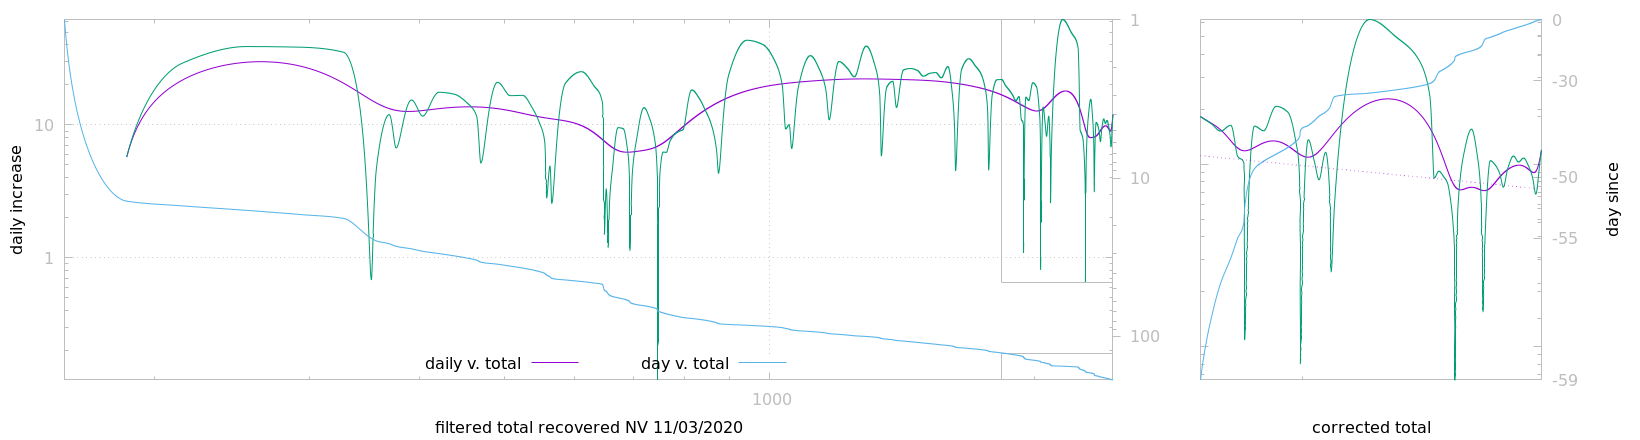 1
0
-30
10
10
-50
daily increase
day since
-55
1
100
daily v. total
day v. total
-59
1000
filtered total recovered NV 11/03/2020
corrected total